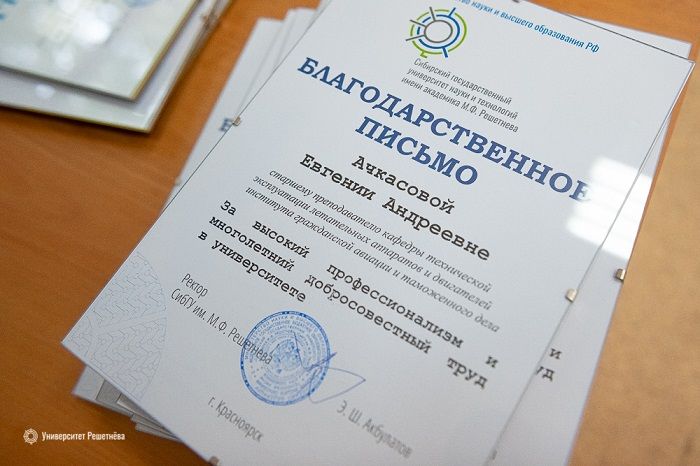 науки и высшего образования РФ
Сибирский государственный
университет науки и технологий
имени академика М.Ф. Решетнева
БЛАГОДАРСТВЕННОЕ
ПИСЬМО
Ачкасовой
Евгении Андреевне
старшему преподавателю кафедры технической
эксплуатации летательных аппаратов и двигателей
института гражданской авиации и таможенного дела
За высокий профессионализм и
многолетний добросовестный труд
в университете
Ректор
СибГУ им. М.Ф. Решетнева
Э. Ш. Акбулатов
г. Красноярск
и
уд
Университет Решетнёва